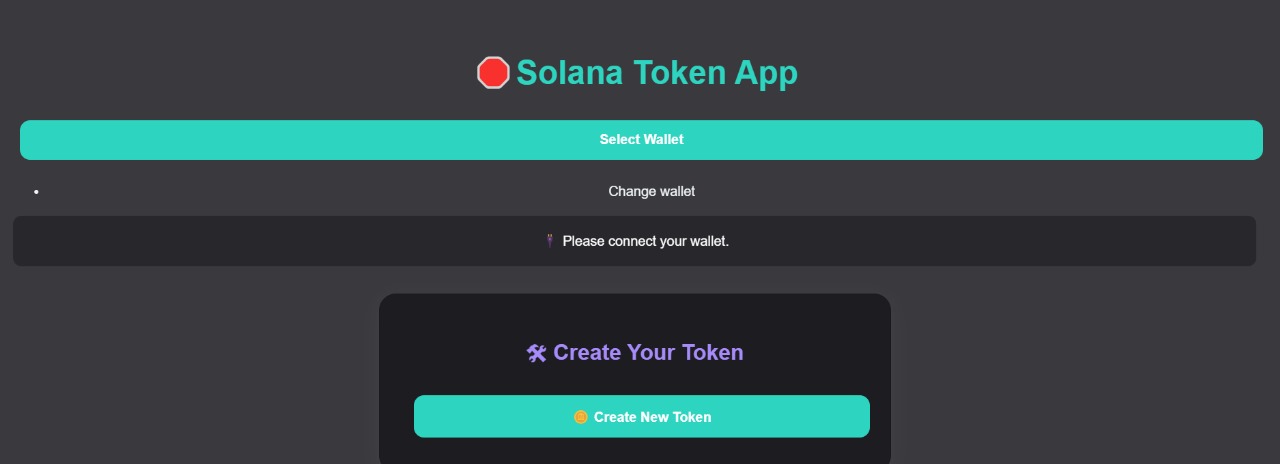 🛑 Solana Token App
Select Wallet
• Change wallet
Please connect your wallet.
🛠 Create Your Token
🪙 Create New Token